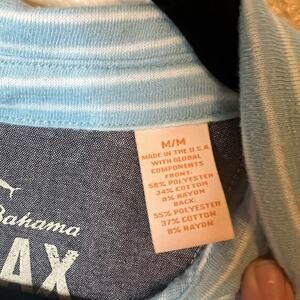 M/M
MADE IN THE U.S.A
WITH GLOBAL
COMPONENTS
FRONT:
58% POLYESTER
34% COTTON
8% RAYON
BACK:
55% POLYESTER
37% COTTON
8% RAYON
Bahama
AX